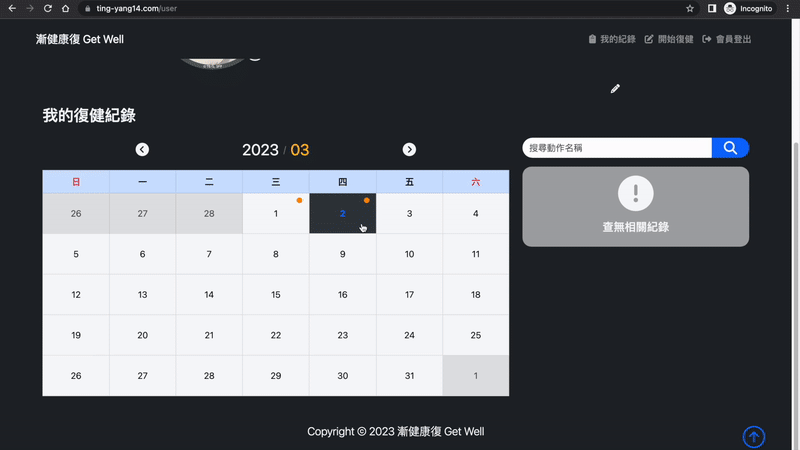 ting-yang14.com/user
Incognito
漸健康復 Get Well
我的紀錄
開始復健
會員登出
我的復健紀錄
2023 / 03
日 一 二 三 四 五 六
26 27 28 1 2 3 4
5 6 7 8 9 10 11
12 13 14 15 16 17 18
19 20 21 22 23 24 25
26 27 28 29 30 31 1
搜尋動作名稱
查無相關紀錄
Copyright © 2023 漸健康復 Get Well